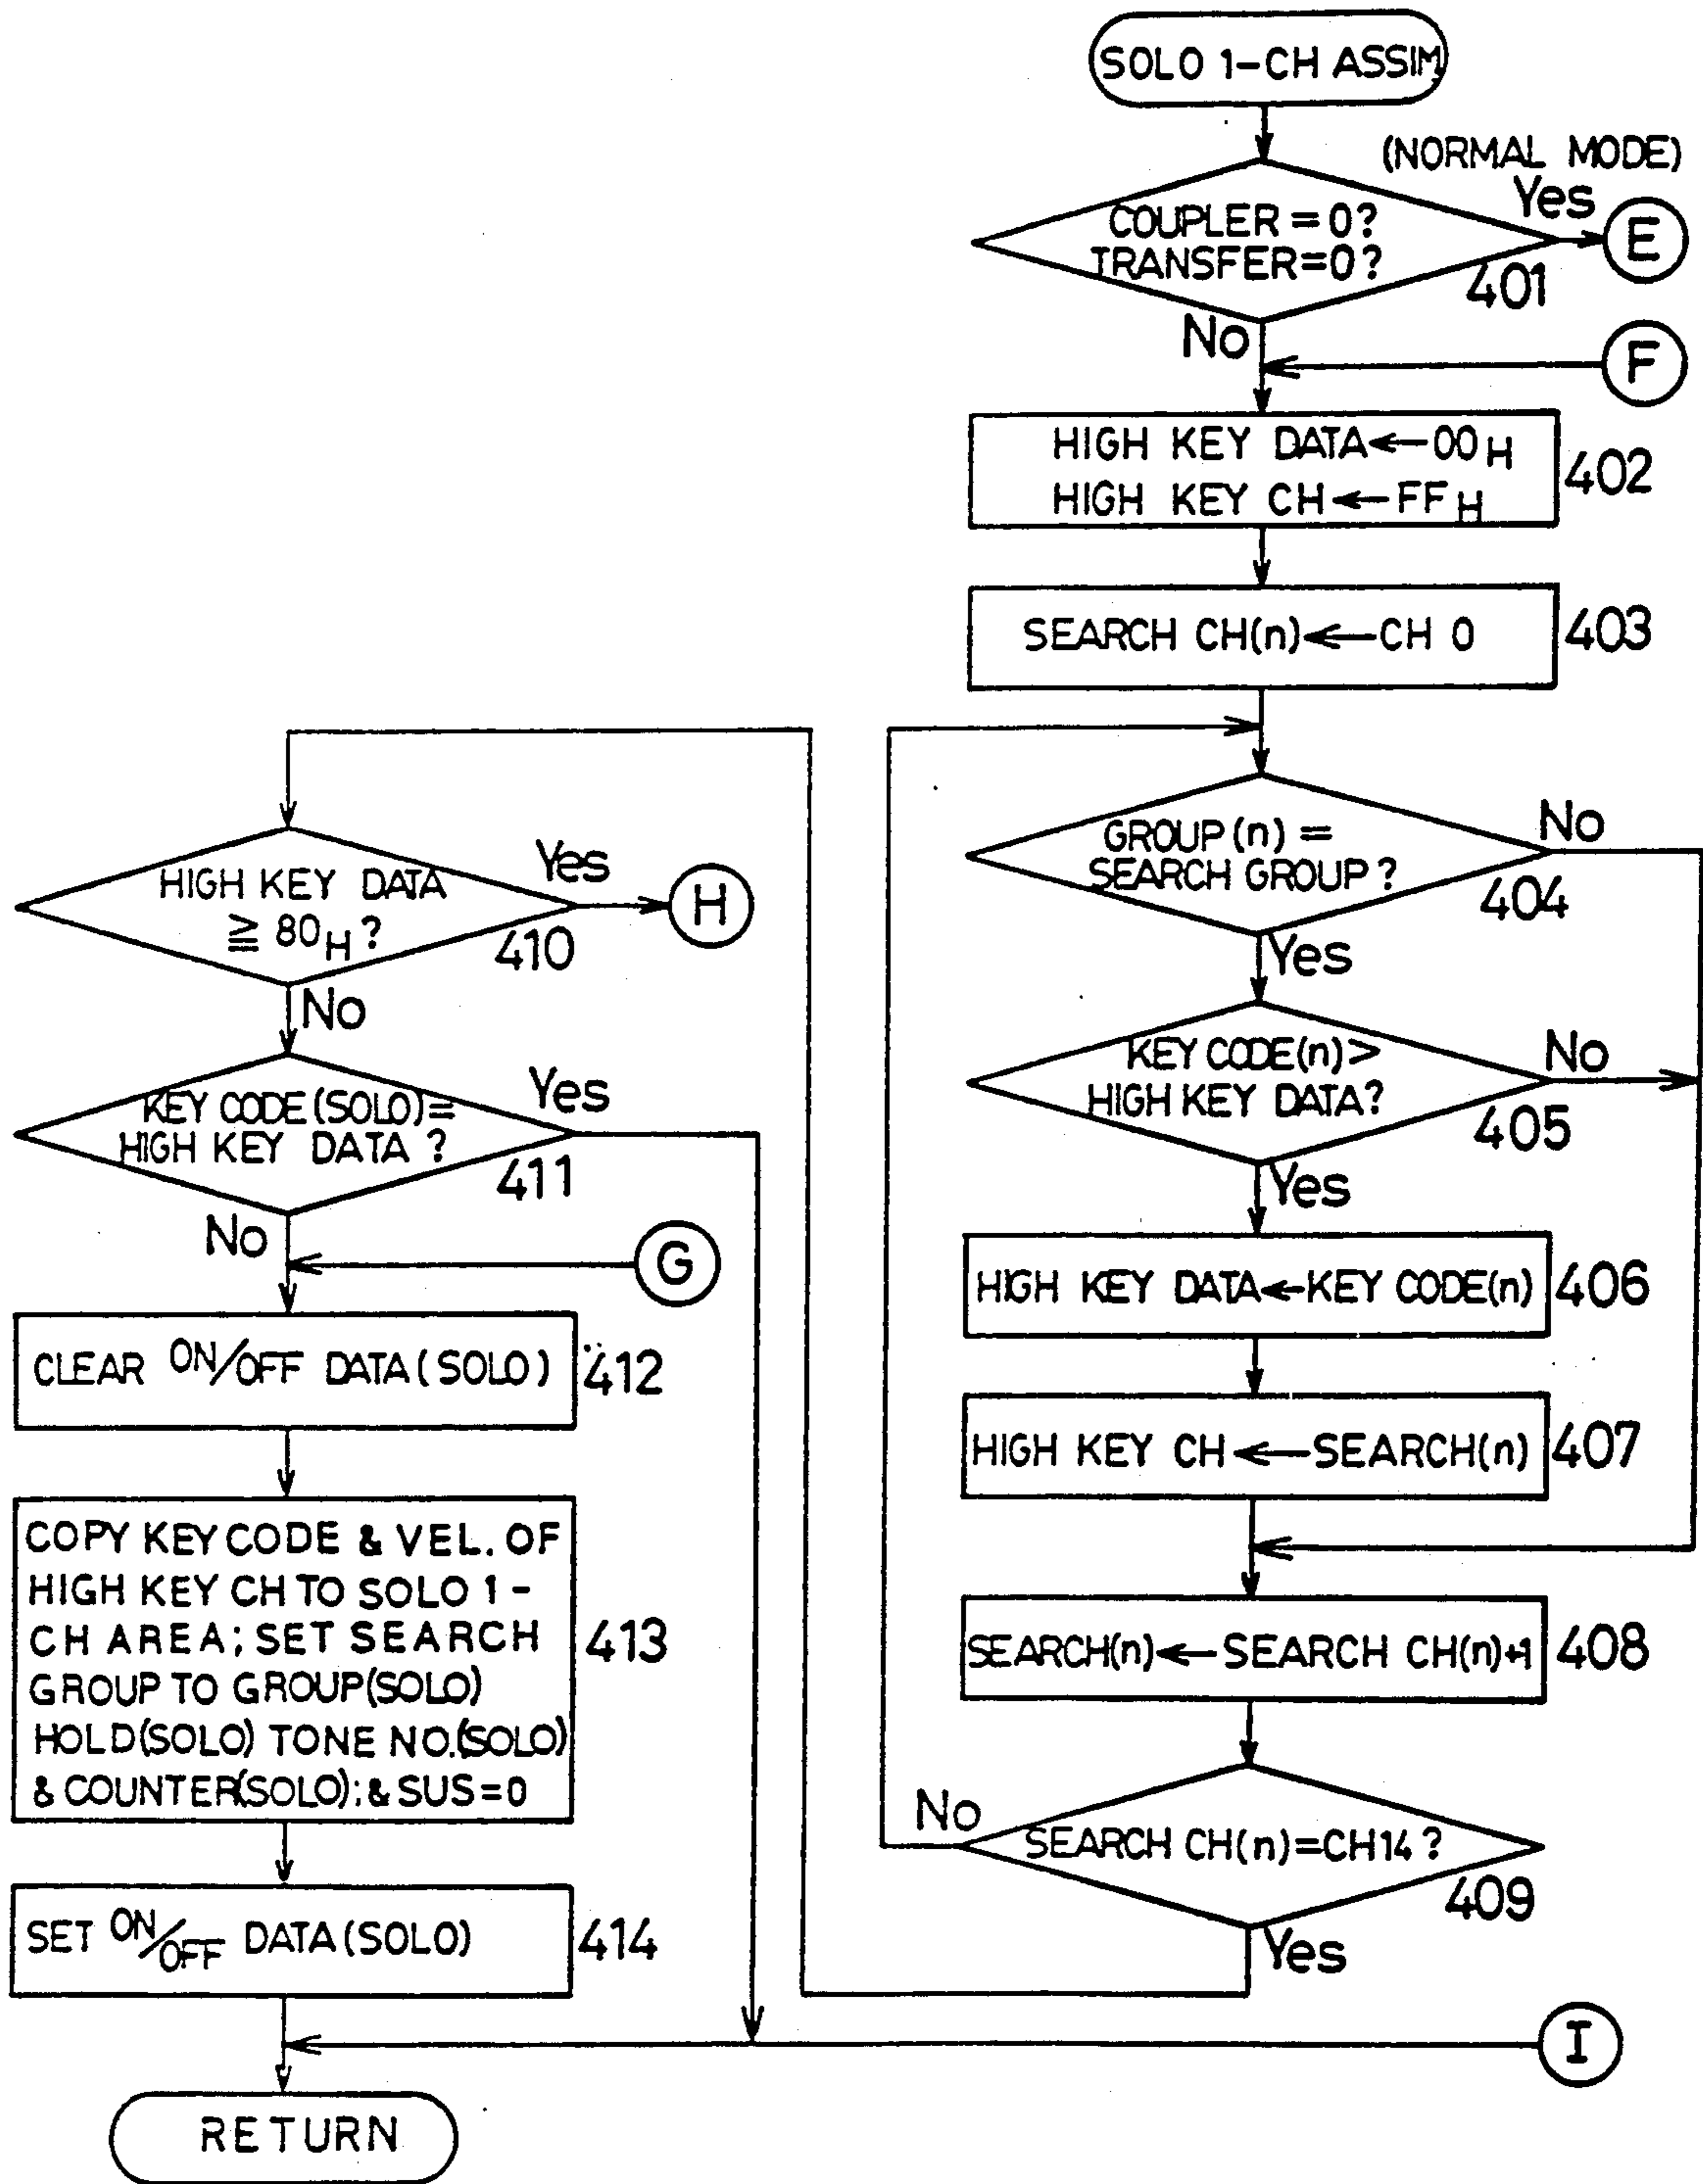 SOLO 1-CH ASSIM
(NORMAL MODE)
COUPLER = 0?
TRANSFER=0?
Yes
E
401
No
F
HIGH KEY DATA←00H
HIGH KEY CH←FFH
402
SEARCH CH(n)←CH 0
403
GROUP(n) =
SEARCH GROUP?
No
404
Yes
KEY CODE(n)>
HIGH KEY DATA?
No
405
Yes
HIGH KEY DATA←KEY CODE(n)
406
HIGH KEY CH←SEARCH(n)
407
SEARCH(n)←SEARCH CH(n)+1
408
No
SEARCH CH(n)=CH14?
409
Yes
HIGH KEY DATA
≧ 80H?
Yes
H
410
No
KEY CODE(SOLO)=
HIGH KEY DATA ?
Yes
411
No
G
CLEAR ON/OFF DATA(SOLO)
412
COPY KEY CODE & VEL. OF
HIGH KEY CH TO SOLO 1-
CH AREA; SET SEARCH
GROUP TO GROUP(SOLO)
HOLD(SOLO) TONE NO.(SOLO)
& COUNTER(SOLO);& SUS=0
413
SET ON/OFF DATA(SOLO)
414
I
RETURN